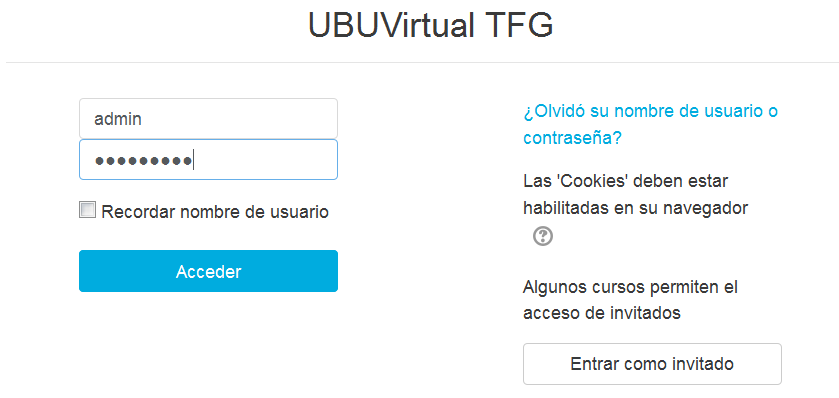 UBUVirtual TFG
admin
●●●●●●●●●
Recordar nombre de usuario
Acceder
¿Olvidó su nombre de usuario o
contraseña?
Las 'Cookies' deben estar
habilitadas en su navegador
?
Algunos cursos permiten el
acceso de invitados
Entrar como invitado